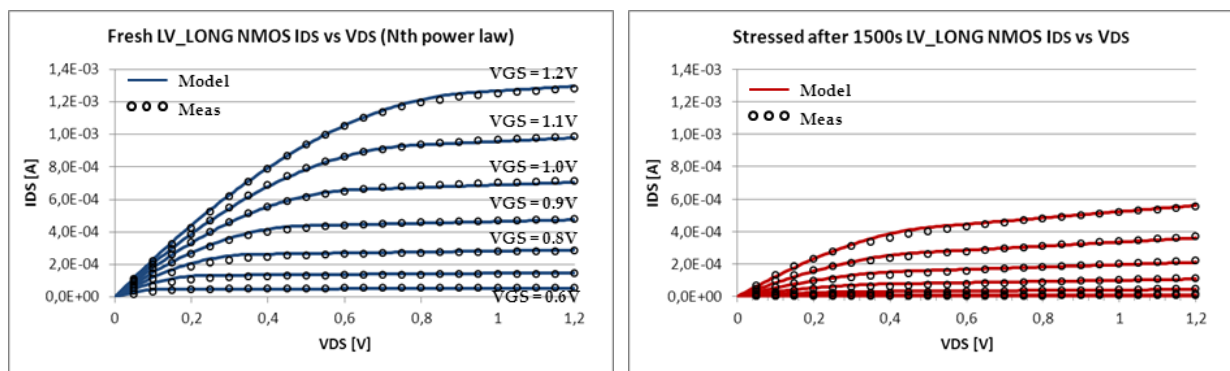 Fresh LV_LONG NMOS IDS vs VDS (Nth power law)
1,4E-03
1,2E-03
1,0E-03
8,0E-04
6,0E-04
4,0E-04
2,0E-04
0,0E+00
IDS [A]
Model
Meas
VGS = 1.2V
VGS = 1.1V
VGS = 1.0V
VGS = 0.9V
VGS = 0.8V
VGS = 0.6V
0 0,2 0,4 0,6 0,8 1 1,2
VDS [V]
Stressed after 1500s LV_LONG NMOS IDS vs VDS
1,4E-03
1,2E-03
1,0E-03
8,0E-04
6,0E-04
4,0E-04
2,0E-04
0,0E+00
IDS [A]
Model
Meas
0 0,2 0,4 0,6 0,8 1 1,2
VDS [V]